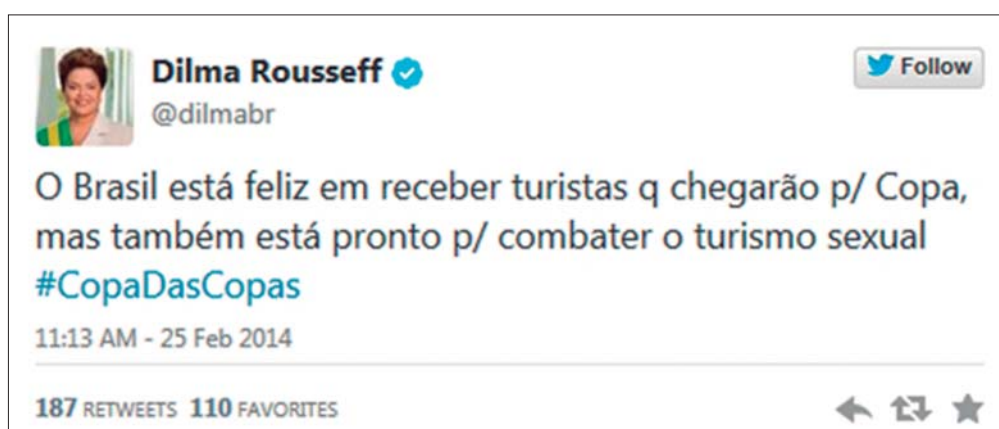 Dilma Rousseff
Follow
@dilmabr
O Brasil está feliz em receber turistas q chegarão p/ Copa,
mas também está pronto p/ combater o turismo sexual
#CopaDasCopas
11:13 AM - 25 Feb 2014
187 RETWEETS 110 FAVORITES